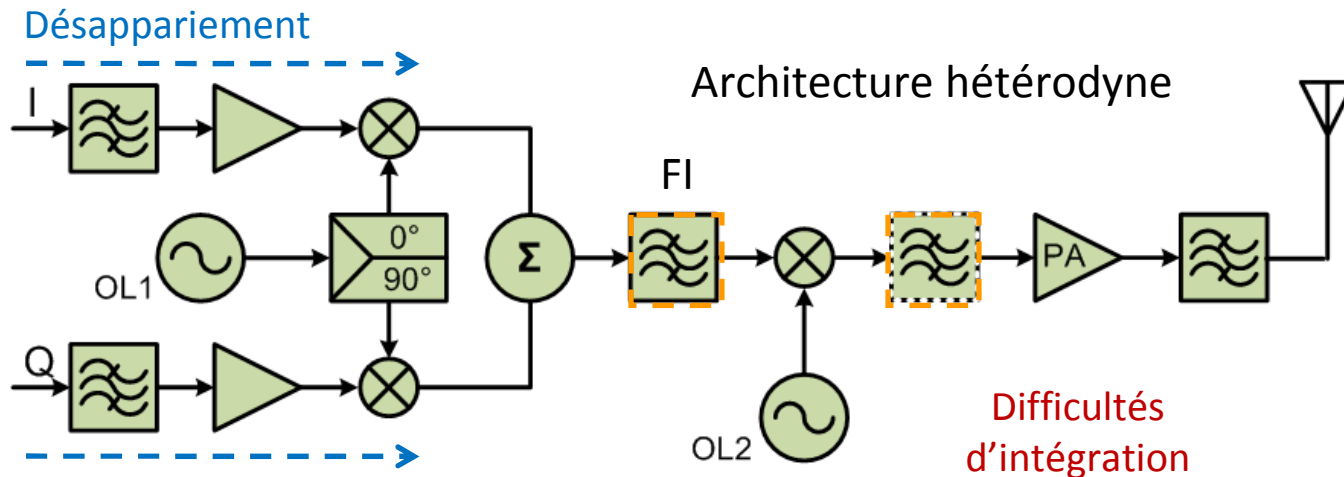 Désappariement
I
Architecture hétérodyne
FI
0°
OL1
90°
Σ
PA
Q
OL2
Difficultés
d'intégration